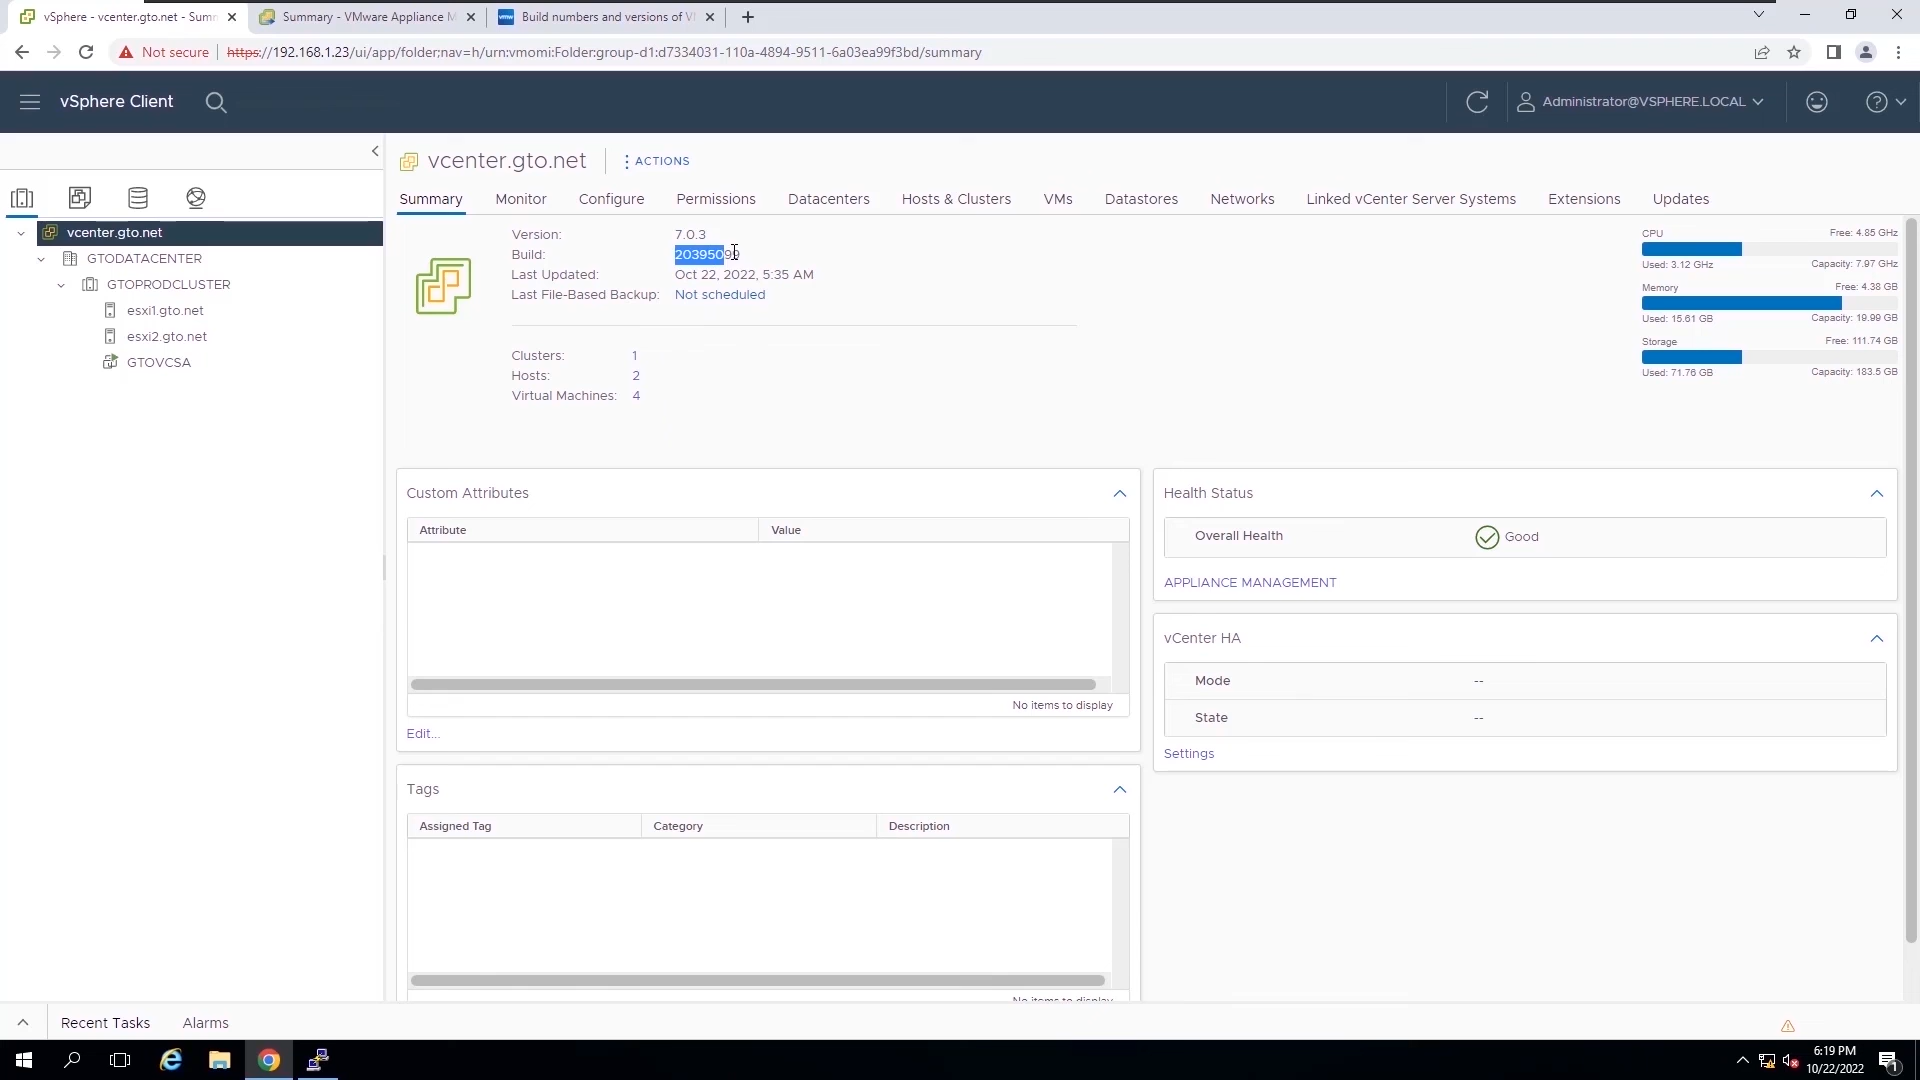 vSphere - vcenter.gto.net - Sum
Summary - VMware Appliance M
vmw
Build numbers and versions of V
Not secure
https://192.168.1.23/ui/app/folder;nav=h/urn:vmomi:Folder:group-d1:d7334031-110a-4894-9511-6a03ea99f3bd/summary
vSphere Client
Administrator@VSPHERE.LOCAL
vcenter.gto.net
ACTIONS
Summary
Monitor
Configure
Permissions
Datacenters
Hosts & Clusters
VMs
Datastores
Networks
Linked vCenter Server Systems
Extensions
Updates
vcenter.gto.net
GTODATACENTER
GTOPRODCLUSTER
esxi1.gto.net
esxi2.gto.net
GTOVCSA
Version: 7.0.3
Build: 20395099
Last Updated: Oct 22, 2022, 5:35 AM
Last File-Based Backup: Not scheduled
Clusters: 1
Hosts: 2
Virtual Machines: 4
CPU Free: 4.85 GHz
Used: 3.12 GHz Capacity: 7.97 GHz
Memory Free: 4.38 GB
Used: 15.61 GB Capacity: 19.99 GB
Storage Free: 111.74 GB
Used: 71.76 GB Capacity: 183.5 GB
Custom Attributes
Attribute Value
No items to display
Edit...
Tags
Assigned Tag Category Description
No items to display
Health Status
Overall Health Good
APPLIANCE MANAGEMENT
vCenter HA
Mode --
State --
Settings
Recent Tasks Alarms
6:19 PM
10/22/2022
1